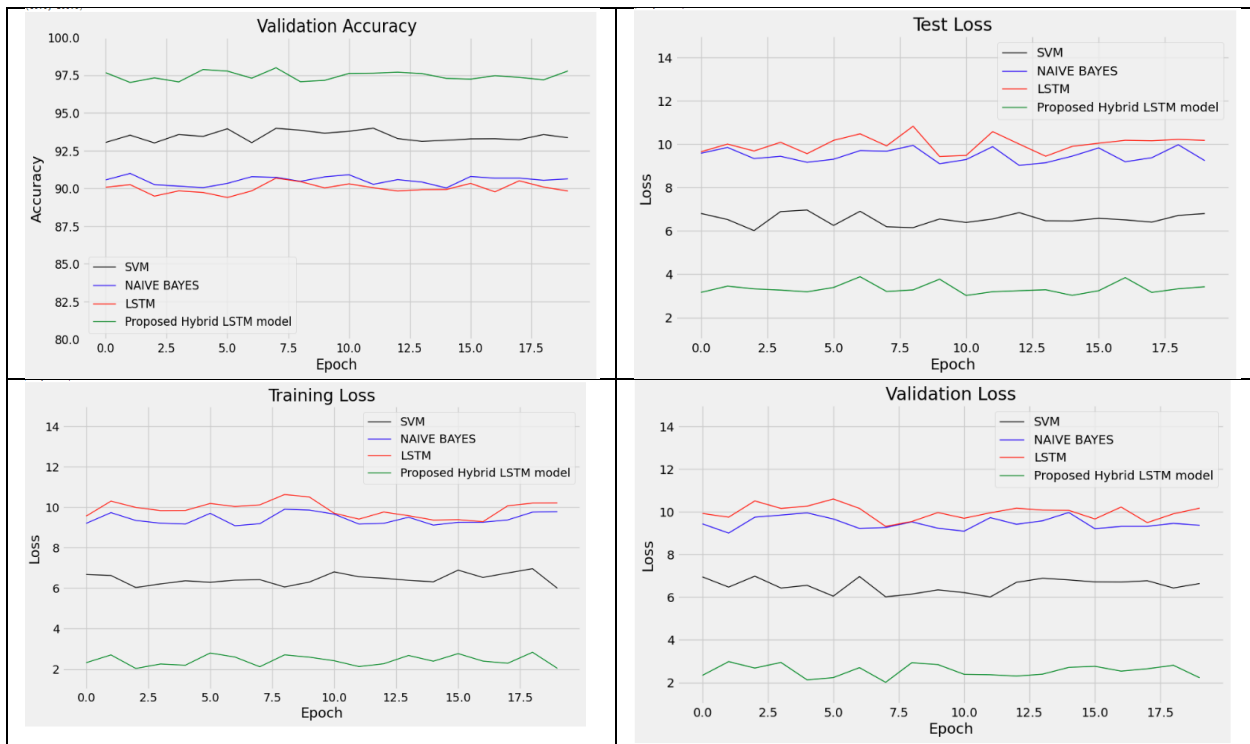 Validation Accuracy
100.0
97.5
95.0
92.5
90.0
87.5
85.0
82.5
80.0
Accuracy
SVM
NAIVE BAYES
LSTM
Proposed Hybrid LSTM model
0.0 2.5 5.0 7.5 10.0 12.5 15.0 17.5
Epoch
Test Loss
14
12
10
8
6
4
2
Loss
SVM
NAIVE BAYES
LSTM
Proposed Hybrid LSTM model
0.0 2.5 5.0 7.5 10.0 12.5 15.0 17.5
Epoch
Training Loss
14
12
10
8
6
4
2
Loss
SVM
NAIVE BAYES
LSTM
Proposed Hybrid LSTM model
0.0 2.5 5.0 7.5 10.0 12.5 15.0 17.5
Epoch
Validation Loss
14
12
10
8
6
4
2
Loss
SVM
NAIVE BAYES
LSTM
Proposed Hybrid LSTM model
0.0 2.5 5.0 7.5 10.0 12.5 15.0 17.5
Epoch